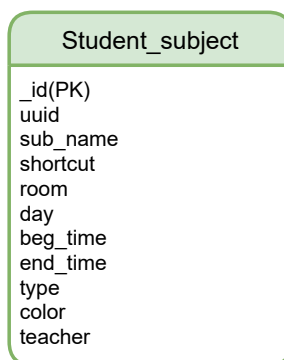 Student_subject
_id(PK)
uuid
sub_name
shortcut
room
day
beg_time
end_time
type
color
teacher